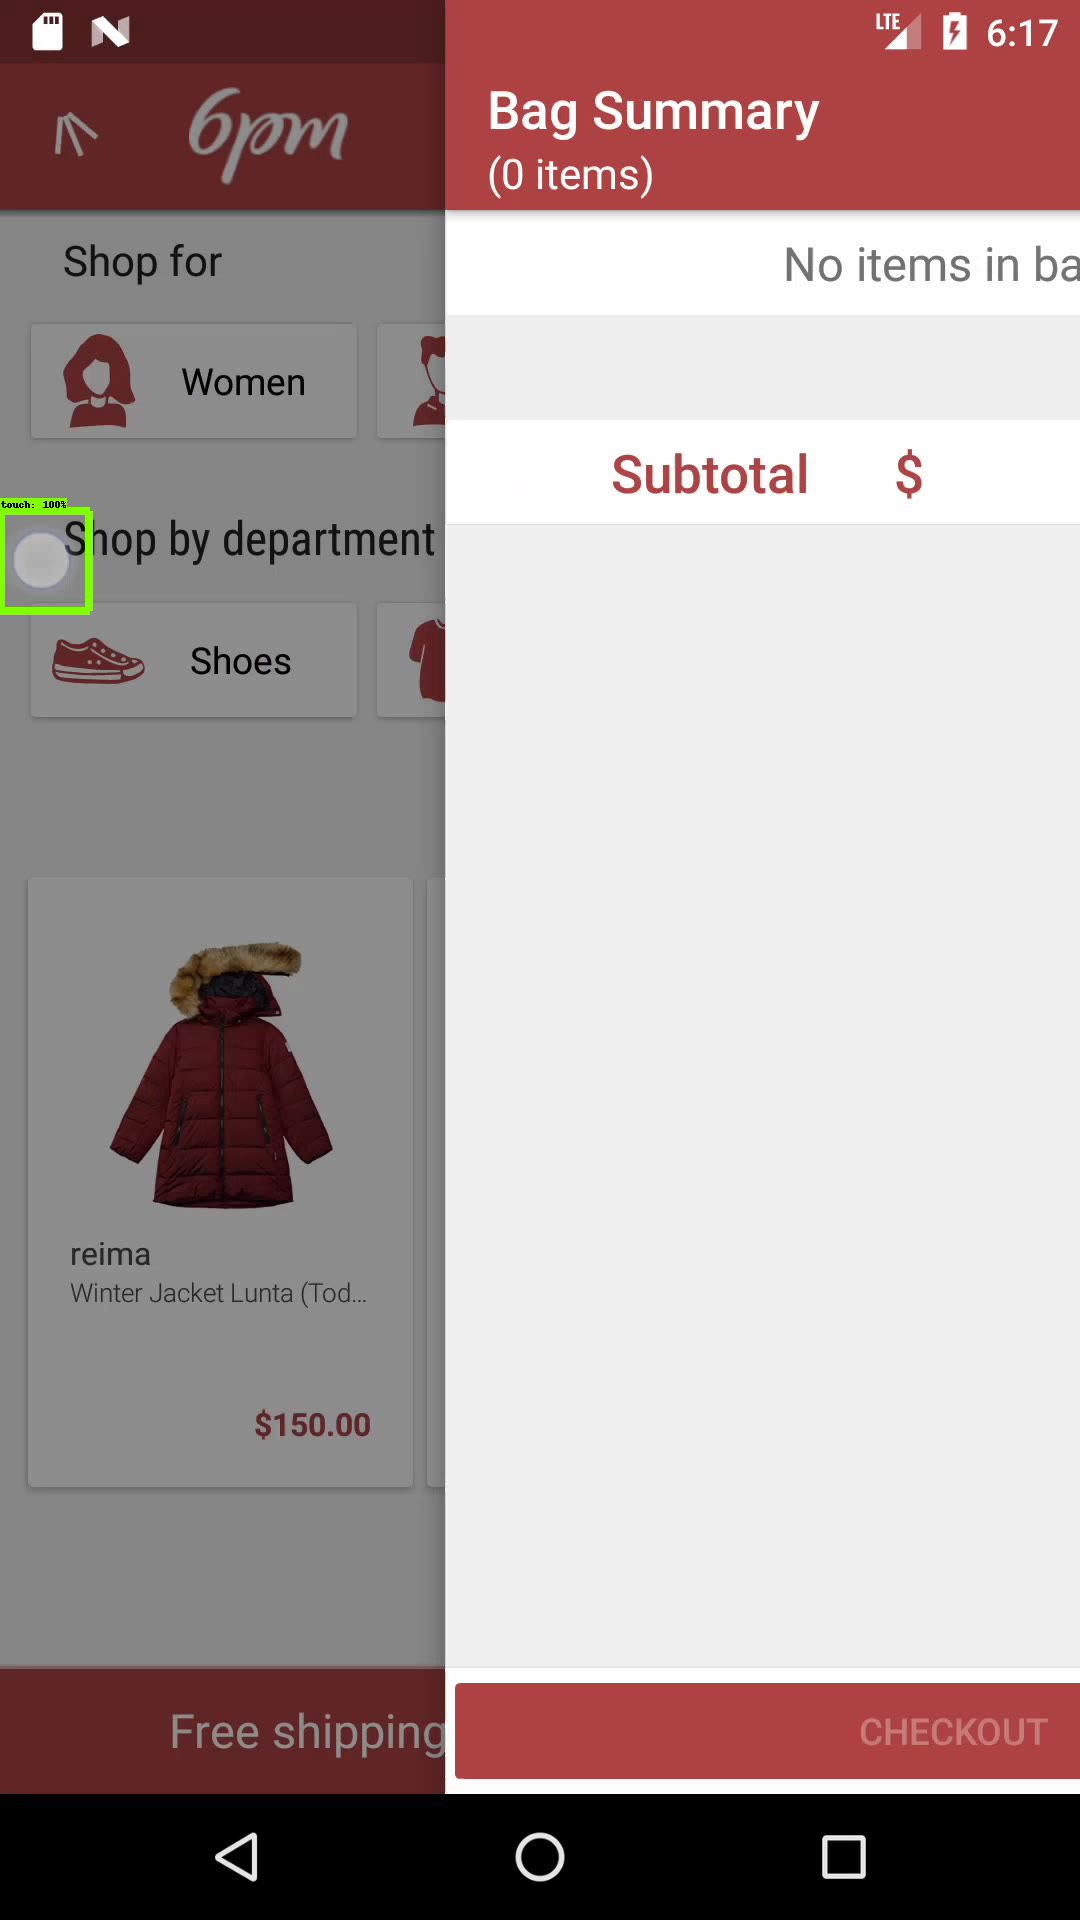 LTE 6:17
6pm
Bag Summary
(0 items)
Shop for
No items in ba
Women
Subtotal $
touch: 100%
Shop by department
Shoes
reima
Winter Jacket Lunta (Tod...
$150.00
Free shipping
CHECKOUT